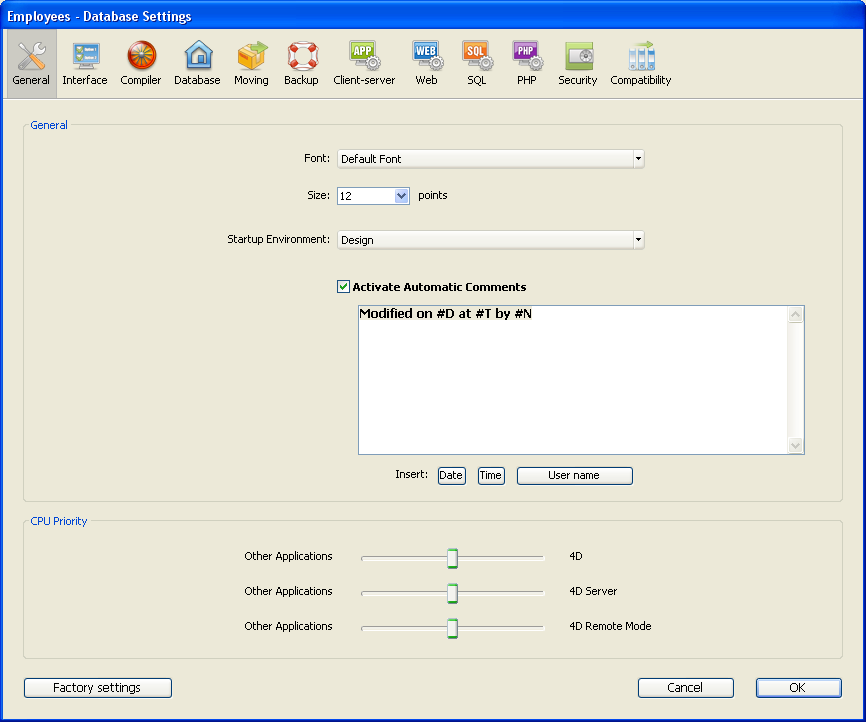 Employees - Database Settings
APP WEB SQL PHP
General Interface Compiler Database Moving Backup Client-server Web SQL PHP Security Compatibility
General
Font: Default Font
Size: 12 points
Startup Environment: Design
Activate Automatic Comments
Modified on #D at #T by #N
Insert: Date Time User name
CPU Priority
Other Applications 4D
Other Applications 4D Server
Other Applications 4D Remote Mode
Factory settings Cancel OK